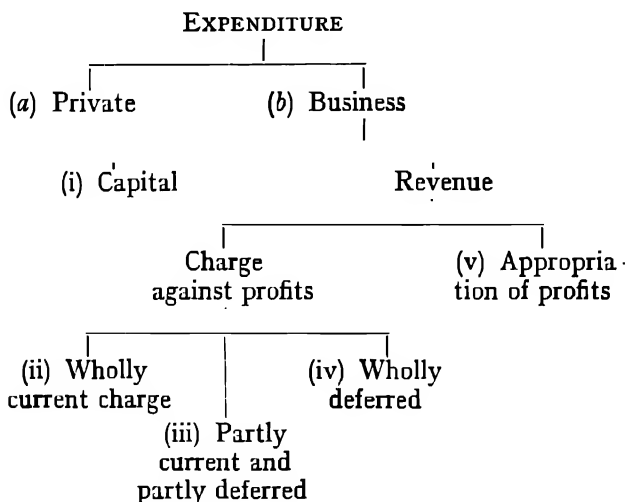 EXPENDITURE
(a) Private (b) Business
(i) Capital Revenue
Charge
against profits
(v) Appropria-
tion of profits
(ii) Wholly
current charge
(iv) Wholly
deferred
(iii) Partly
current and
partly deferred